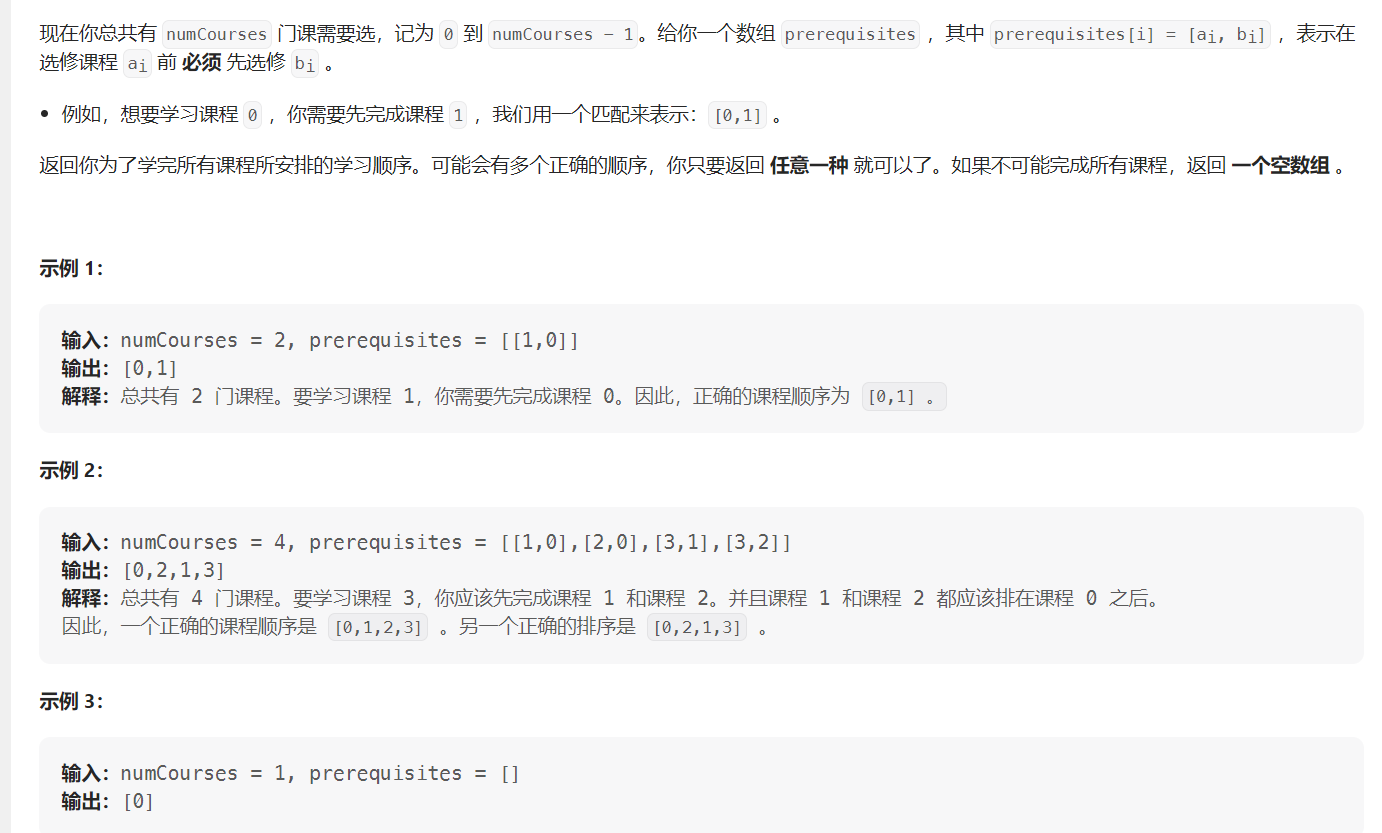 现在你总共有 numCourses 门课需要选，记为 0 到 numCourses - 1。给你一个数组 prerequisites ，其中 prerequisites[i] = [ai, bi] ，表示在
选修课程 ai 前 必须 先选修 bi 。
• 例如，想要学习课程 0 ，你需要先完成课程 1 ，我们用一个匹配来表示：[0,1] 。
返回你为了学完所有课程所安排的学习顺序。可能会有多个正确的顺序，你只要返回 任意一种 就可以了。如果不可能完成所有课程，返回 一个空数组 。
示例 1：
输入：numCourses = 2, prerequisites = [[1,0]]
输出：[0,1]
解释：总共有 2 门课程。要学习课程 1，你需要先完成课程 0。因此，正确的课程顺序为 [0,1] 。
示例 2：
输入：numCourses = 4, prerequisites = [[1,0],[2,0],[3,1],[3,2]]
输出：[0,2,1,3]
解释：总共有 4 门课程。要学习课程 3，你应该先完成课程 1 和课程 2。并且课程 1 和课程 2 都应该排在课程 0 之后。
因此，一个正确的课程顺序是 [0,1,2,3] 。另一个正确的排序是 [0,2,1,3] 。
示例 3：
输入：numCourses = 1, prerequisites = []
输出：[0]